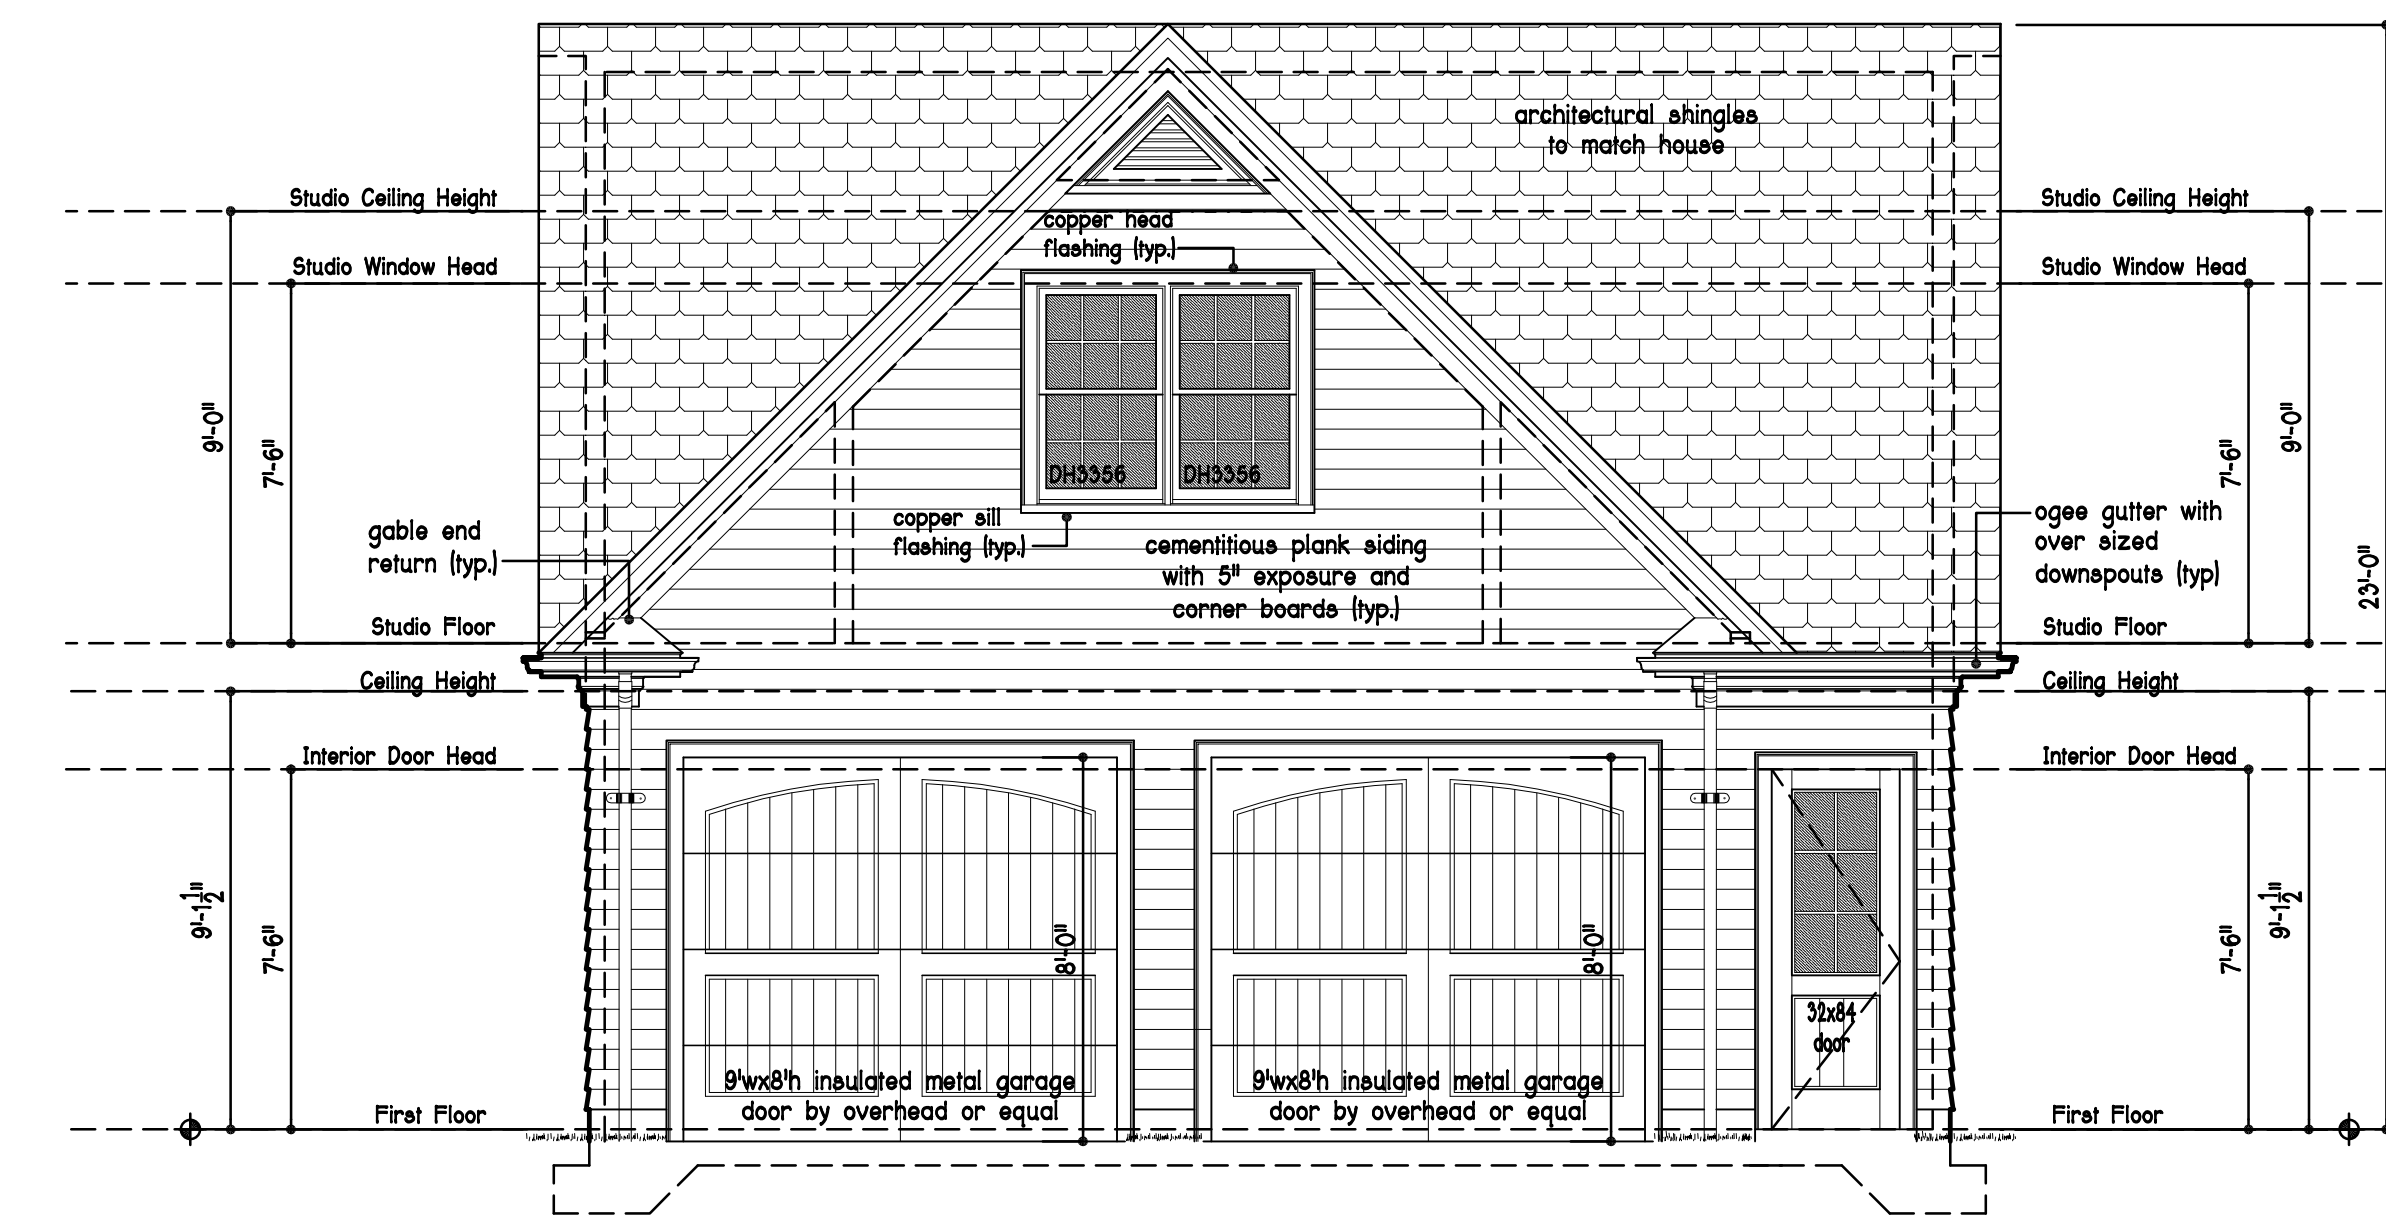 architectural shingles
to match house
Studio Ceiling Height
Studio Ceiling Height
copper head
flashing (typ.)
Studio Window Head
Studio Window Head
9'-0"
7'-6"
7'-6"
9'-0"
23'-0"
DH3356
DH3356
gable end
return (typ.)
copper sill
flashing (typ.)
cementitious plank siding
with 5" exposure and
corner boards (typ.)
ogee gutter with
over sized
downspouts (typ)
Studio Floor
Studio Floor
Ceiling Height
Ceiling Height
Interior Door Head
Interior Door Head
9'-1 1/2"
7'-6"
8'-0"
8'-0"
7'-6"
9'-1 1/2"
32x84
door
9'wx8'h insulated metal garage
door by overhead or equal
9'wx8'h insulated metal garage
door by overhead or equal
First Floor
First Floor